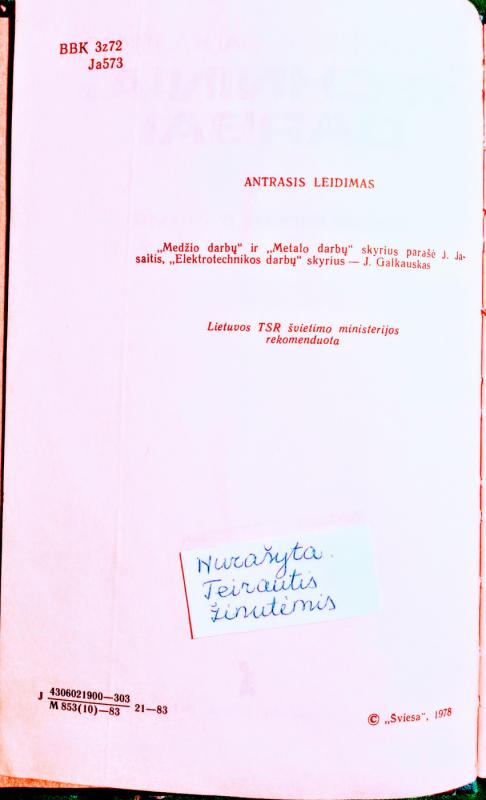 BBK 3z72
Ja573
ANTRASIS LEIDIMAS
„Medžio darbų“ ir „Metalo darbų“ skyrius parašė J. Ja-
saitis, „Elektrotechnikos darbų“ skyrius — J. Galkauskas
Lietuvos TSR švietimo ministerijos
rekomenduota
Nurašyta.
Teirautis
žinutėmis
J 4306021900—303
M 853(10)—83 21—83
© „Šviesa“, 1978